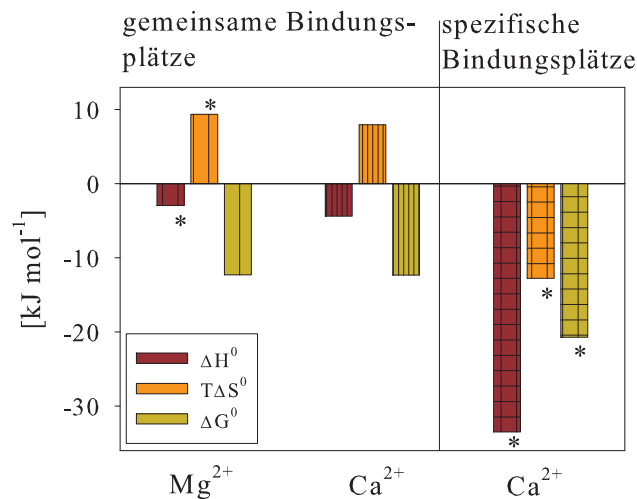 gemeinsame Bindungs-
plätze
spezifische
Bindungsplätze
[kJ mol⁻¹]
10
0
-10
-20
-30
*
*
*
*
*
ΔH⁰
TΔS⁰
ΔG⁰
Mg²⁺
Ca²⁺
Ca²⁺